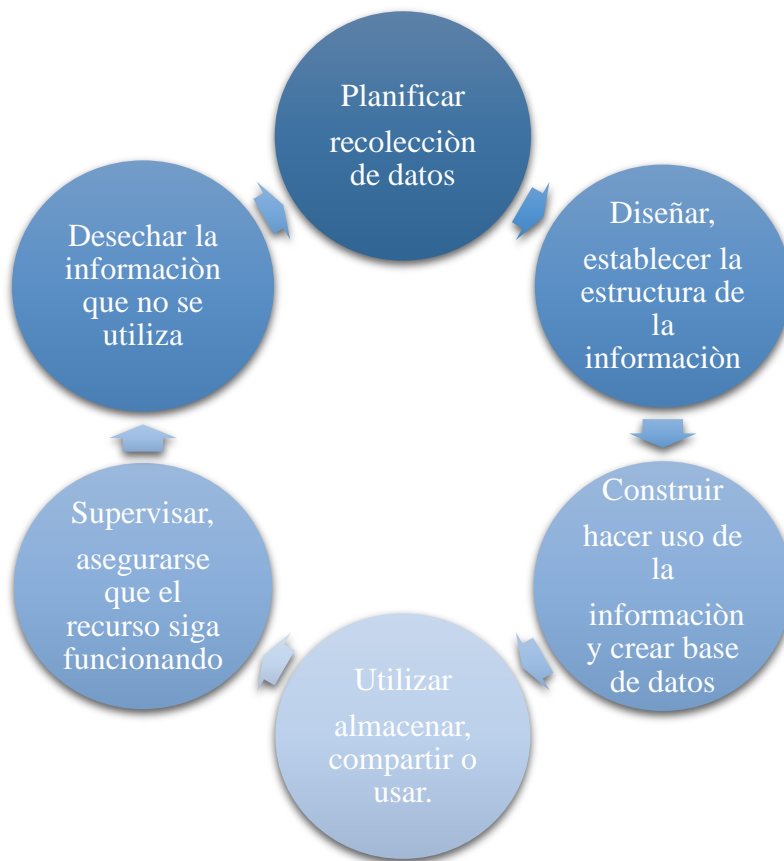 Planificar
recolecciòn
de datos
Diseñar,
establecer la
estructura de
la
informaciòn
Construir
hacer uso de
la
informaciòn
y crear base
de datos
Utilizar
almacenar,
compartir o
usar.
Supervisar,
asegurarse
que el
recurso siga
funcionando
Desechar la
informaciòn
que no se
utiliza